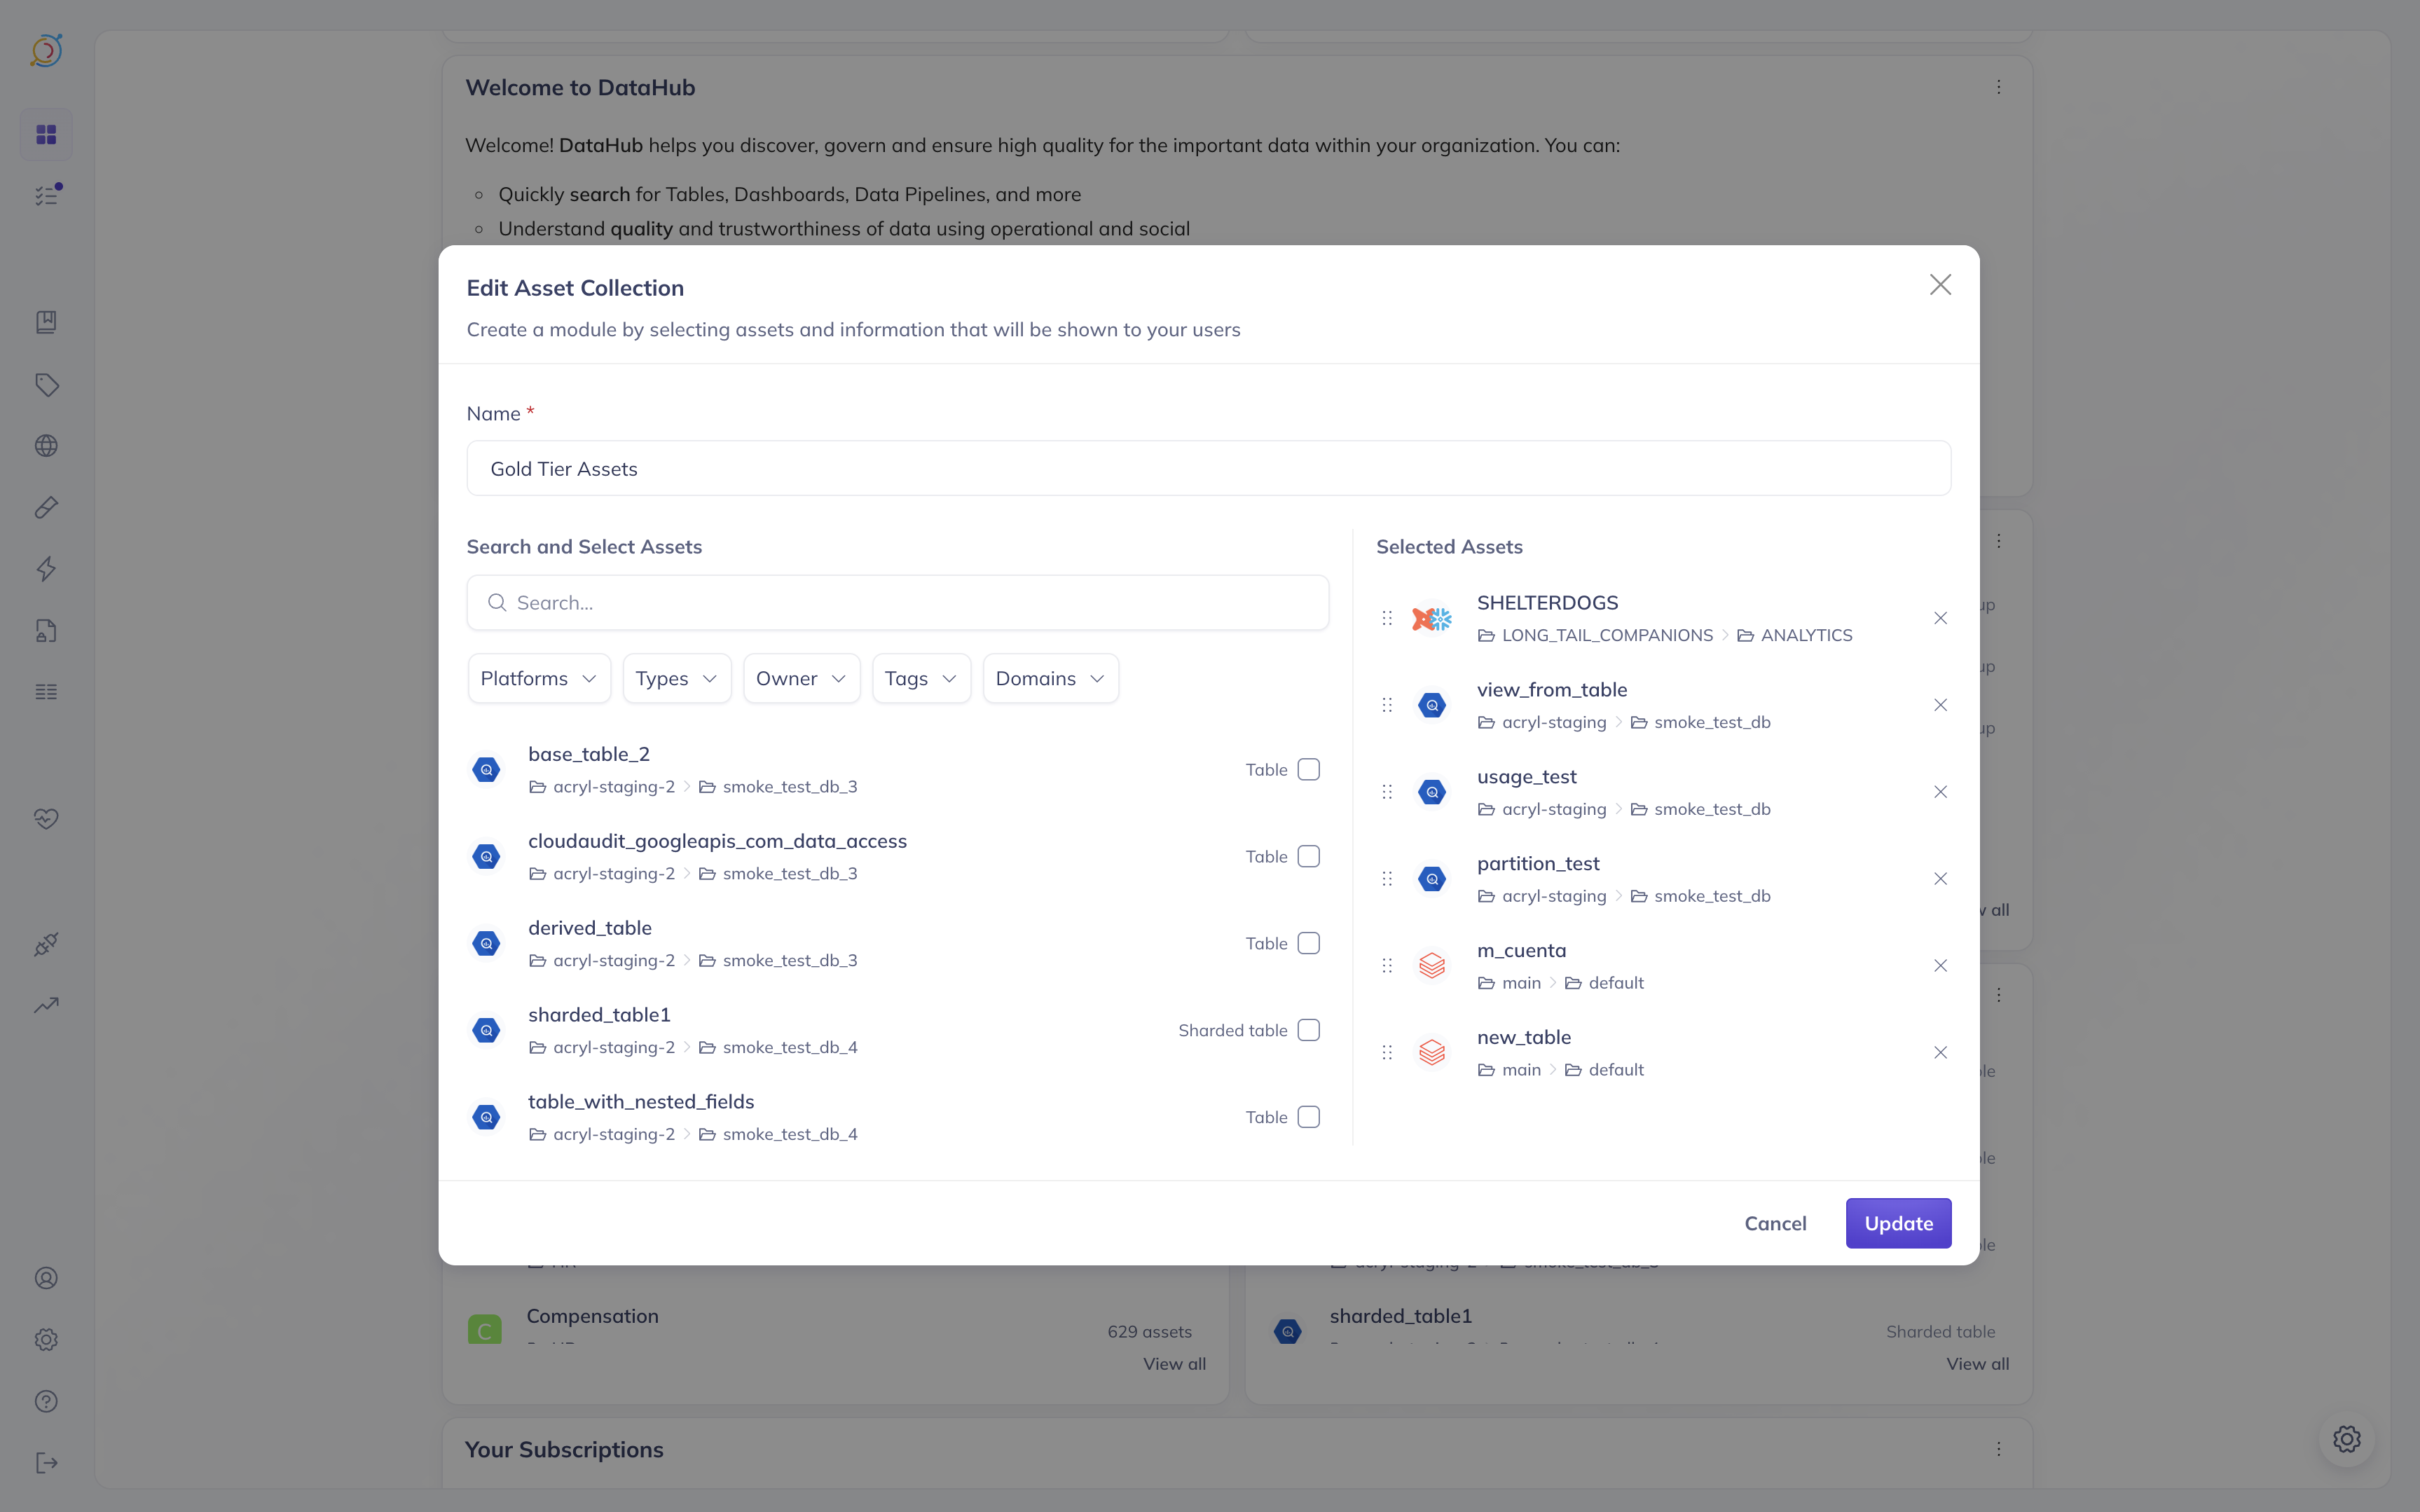 Welcome to DataHub
Welcome! DataHub helps you discover, govern and ensure high quality for the important data within your organization. You can:
Quickly search for Tables, Dashboards, Data Pipelines, and more
Understand quality and trustworthiness of data using operational and social
Edit Asset Collection
Create a module by selecting assets and information that will be shown to your users
Name *
Gold Tier Assets
Search and Select Assets
Search...
Platforms
Types
Owner
Tags
Domains
base_table_2
acryl-staging-2 > smoke_test_db_3
Table
cloudaudit_googleapis_com_data_access
acryl-staging-2 > smoke_test_db_3
Table
derived_table
acryl-staging-2 > smoke_test_db_3
Table
sharded_table1
acryl-staging-2 > smoke_test_db_4
Sharded table
table_with_nested_fields
acryl-staging-2 > smoke_test_db_4
Table
Selected Assets
SHELTERDOGS
LONG_TAIL_COMPANIONS > ANALYTICS
view_from_table
acryl-staging > smoke_test_db
usage_test
acryl-staging > smoke_test_db
partition_test
acryl-staging > smoke_test_db
m_cuenta
main > default
new_table
main > default
Cancel
Update
all
C
Compensation
629 assets
View all
sharded_table1
Sharded table
View all
Your Subscriptions